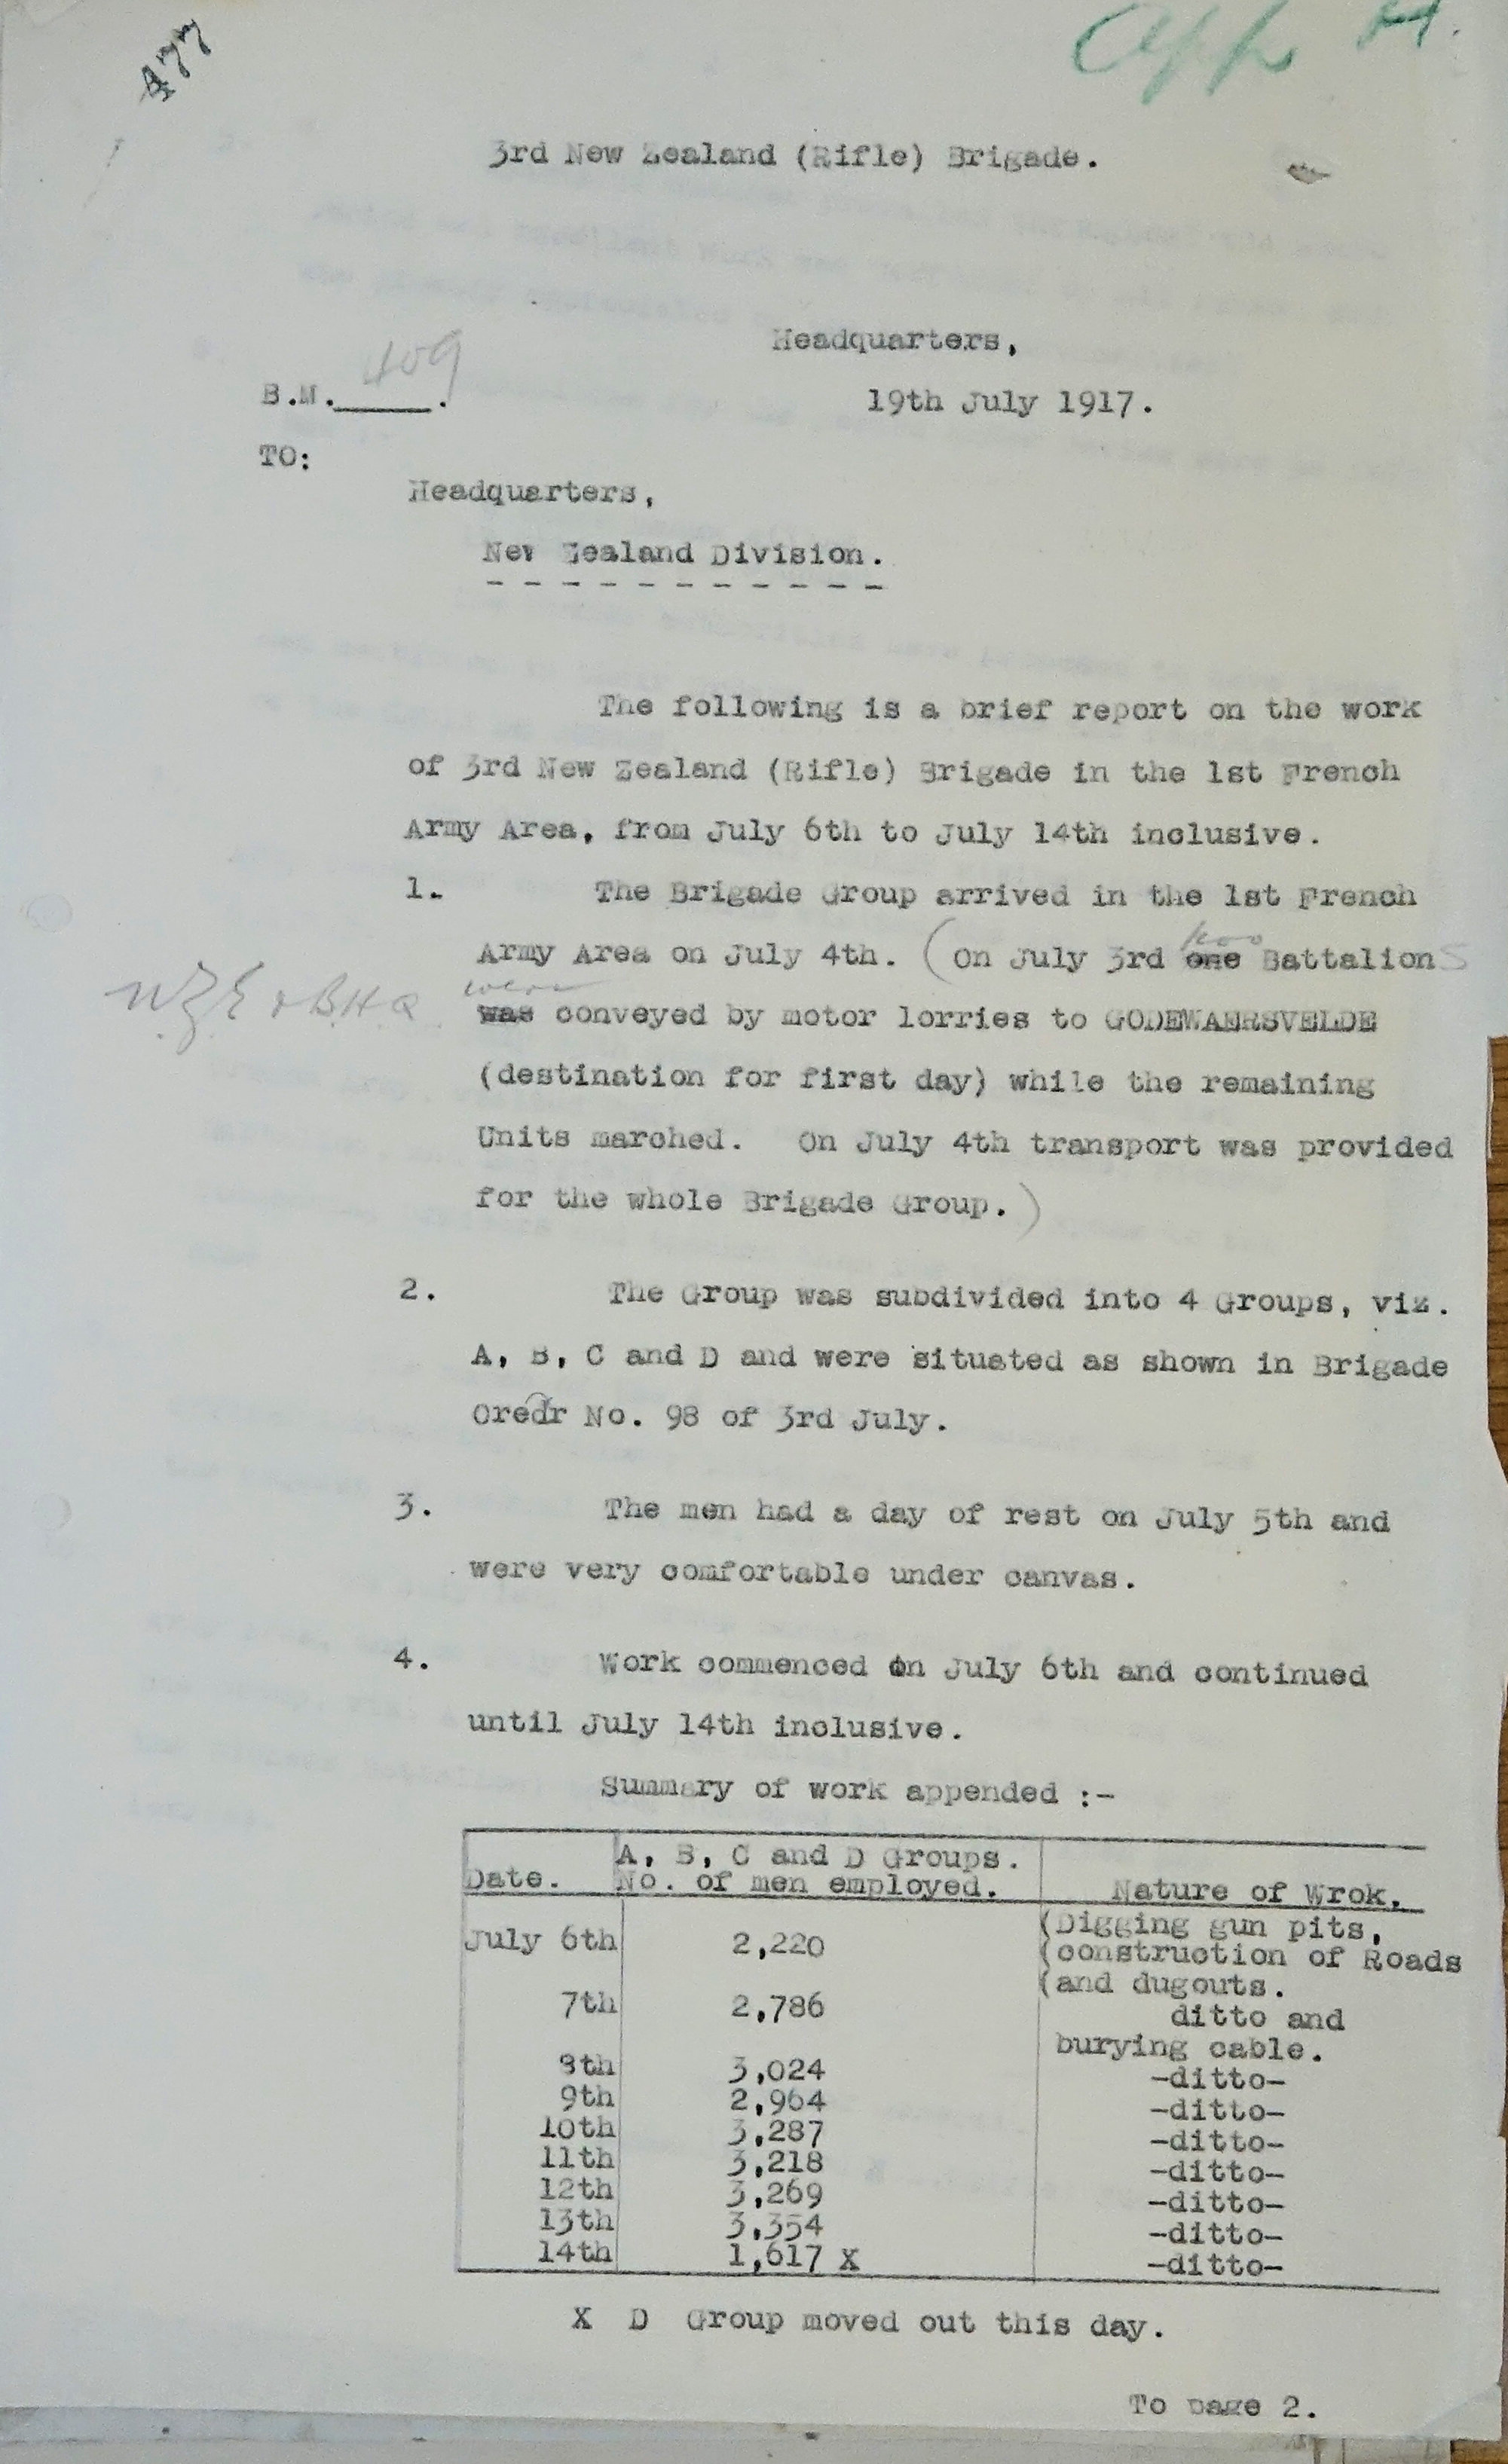 477
App H.
3rd New Zealand (Rifle) Brigade.
Headquarters,
B.M. 409.
19th July 1917.
TO:
Headquarters,
New Zealand Division.
The following is a brief report on the work
of 3rd New Zealand (Rifle) Brigade in the 1st French
Army Area, from July 6th to July 14th inclusive.
1. The Brigade Group arrived in the 1st French
Army Area on July 4th. (On July 3rd one two Battalions
N.Z.E & B.H.Q.
was were conveyed by motor lorries to GODEWAERSVELDE
(destination for first day) while the remaining
Units marched. On July 4th transport was provided
for the whole Brigade Group.)
2. The Group was subdivided into 4 Groups, viz.
A, B, C and D and were situated as shown in Brigade
Oredr No. 98 of 3rd July.
3. The men had a day of rest on July 5th and
were very comfortable under canvas.
4. Work commenced on July 6th and continued
until July 14th inclusive.
Summary of work appended :-
A, B, C and D Groups.
Date. No. of men employed. Nature of Wrok.
(Digging gun pits,
July 6th 2,220 (construction of Roads
(and dugouts.
7th 2,786 ditto and
burying cable.
8th 3,024 -ditto-
9th 2,964 -ditto-
10th 3,287 -ditto-
11th 3,218 -ditto-
12th 3,269 -ditto-
13th 3,354 -ditto-
14th 1,617 X -ditto-
X D Group moved out this day.
To page 2.